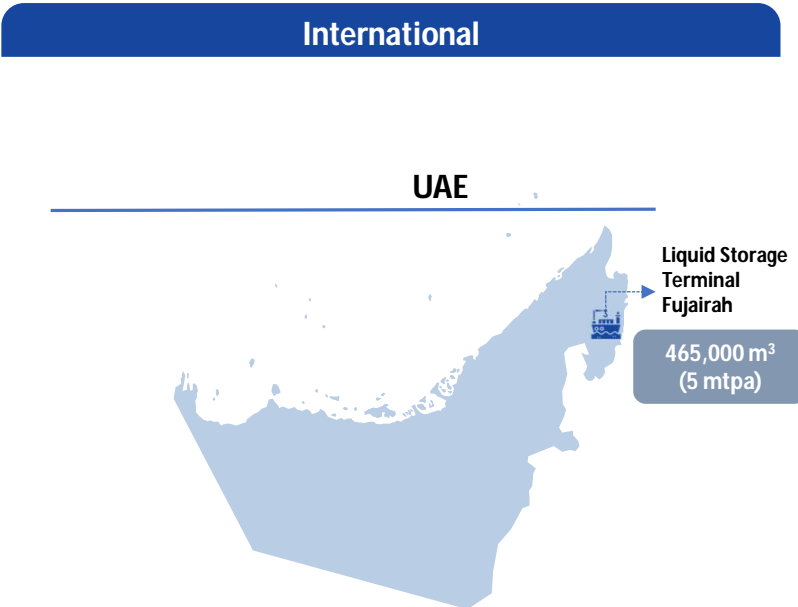 International
UAE
Liquid Storage
Terminal
Fujairah
465,000 m³
(5 mtpa)